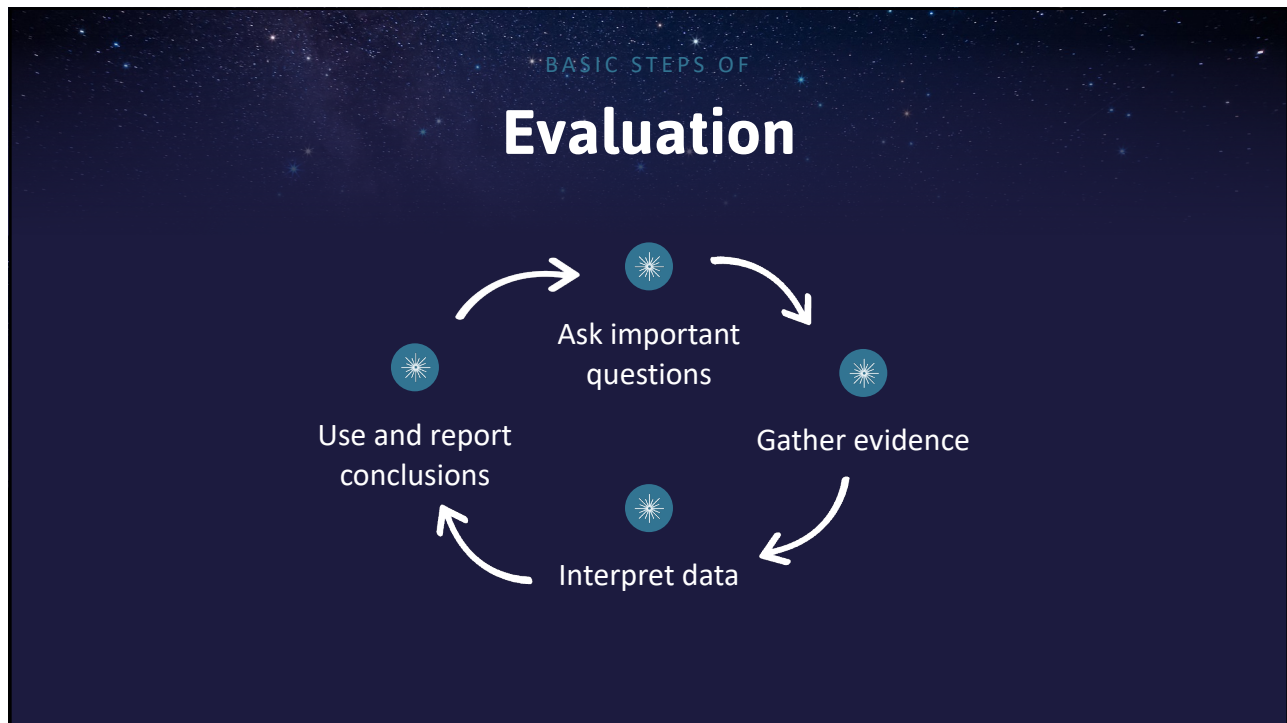 BASIC STEPS OF
Evaluation
Ask important
questions
Gather evidence
Interpret data
Use and report
conclusions